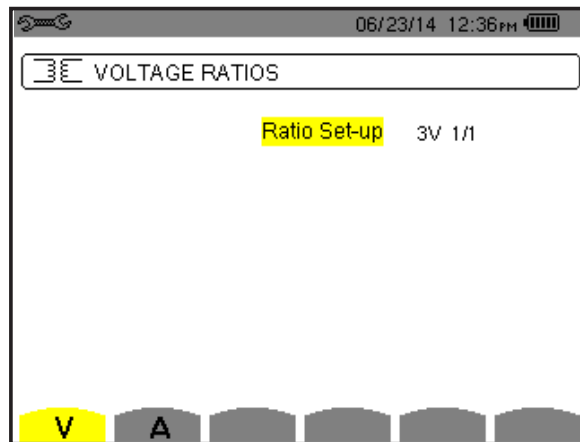 06/23/14 12:36PM
VOLTAGE RATIOS
Ratio Set-up 3V 1/1
V A